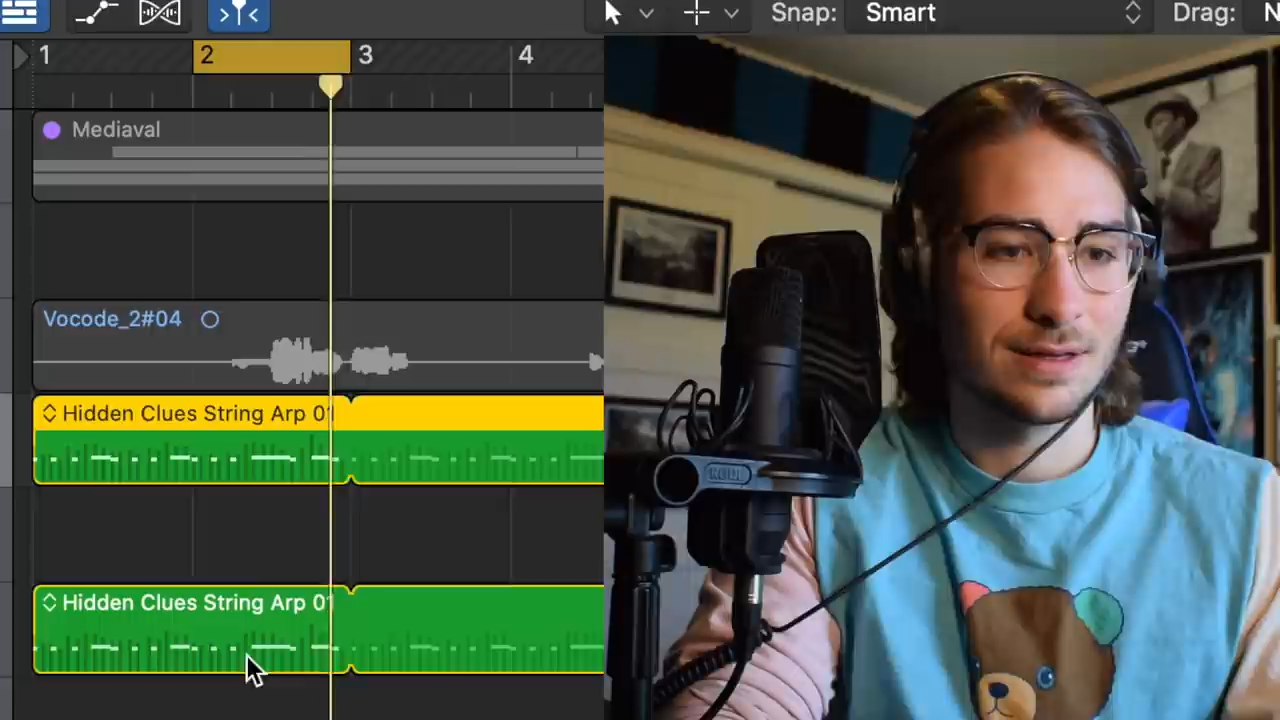 Snap: Smart Drag: N
1 2 3 4
Mediaval
Vocode_2#04
Hidden Clues String Arp 01
Hidden Clues String Arp 01
RODE